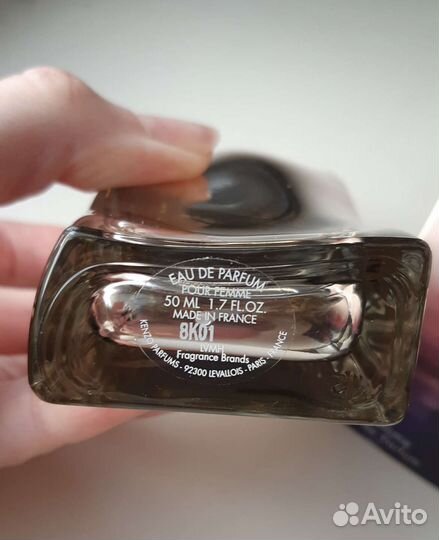 EAU DE PARFUM
POUR FEMME
50 ML 1.7 FL.OZ.
MADE IN FRANCE
8K01
LVMFI
Fragrance Brands
KENZO PARFUMS - 92300 LEVALLOIS - PARIS - FRANCE
Avito